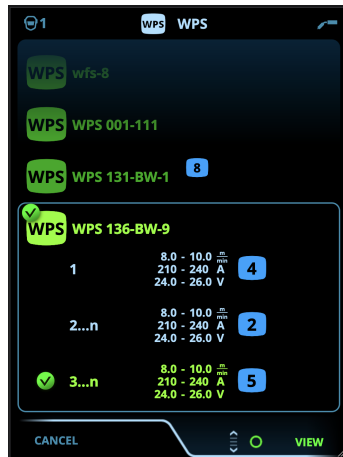 1 WPS WPS
WPS wfs-8
WPS WPS 001-111
WPS WPS 131-BW-1 8
WPS WPS 136-BW-9
8.0 - 10.0 m/min
1 210 - 240 A 4
24.0 - 26.0 V
8.0 - 10.0 m/min
2...n 210 - 240 A 2
24.0 - 26.0 V
8.0 - 10.0 m/min
3...n 210 - 240 A 5
24.0 - 26.0 V
CANCEL VIEW